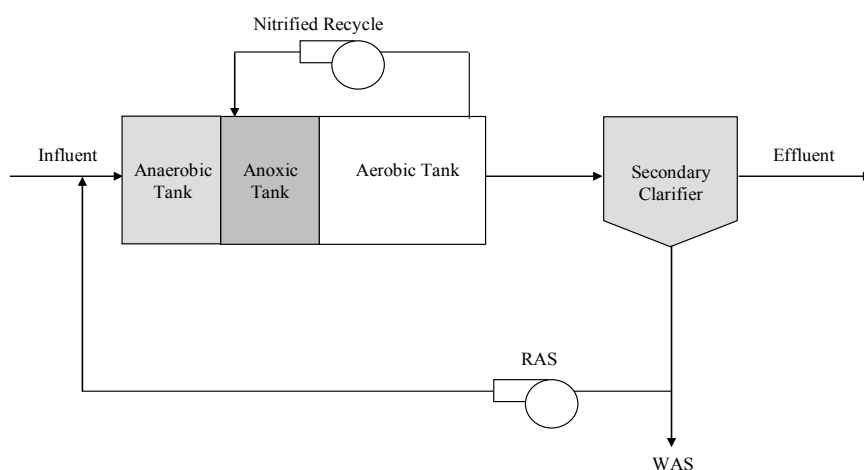 Nitrified Recycle
Influent
Anaerobic
Tank
Anoxic
Tank
Aerobic Tank
Secondary
Clarifier
Effluent
RAS
WAS